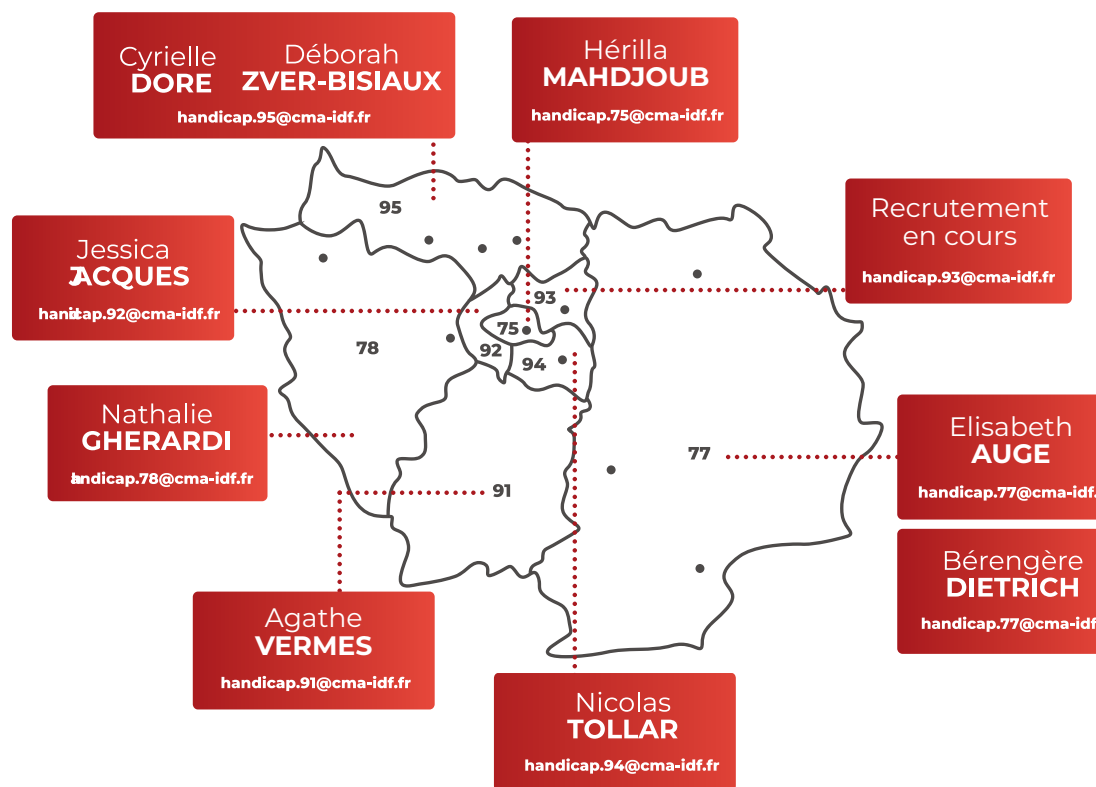 Cyrielle
DORE
Déborah
ZVER-BISIAUX
handicap.95@cma-idf.fr
Hérilla
MAHDJOUB
handicap.75@cma-idf.fr
Recrutement
en cours
handicap.93@cma-idf.fr
Jessica
JACQUES
handicap.92@cma-idf.fr
95
93
75
92
94
78
77
91
Nathalie
GHERARDI
handicap.78@cma-idf.fr
Elisabeth
AUGE
handicap.77@cma-idf.
Bérengère
DIETRICH
handicap.77@cma-idf
Agathe
VERMES
handicap.91@cma-idf.fr
Nicolas
TOLLAR
handicap.94@cma-idf.fr